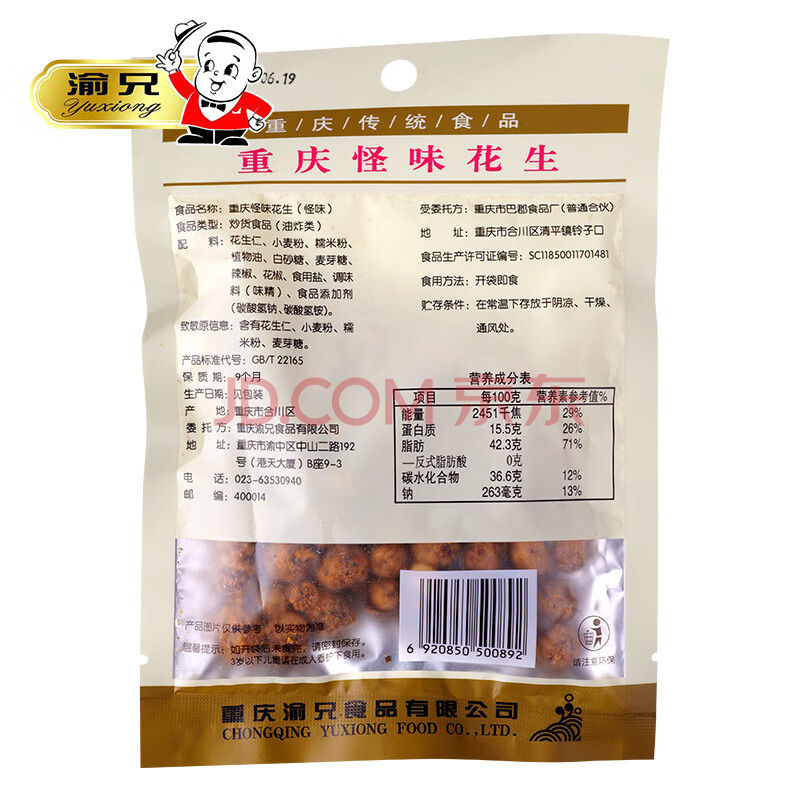 渝兄
Yuxiong
06.19
重/庆/传/统/食/品
重庆怪味花生
食品名称：重庆怪味花生（怪味）
食品类型：炒货食品（油炸类）
配 料：花生仁、小麦粉、糯米粉、
植物油、白砂糖、麦芽糖、
辣椒、花椒、食用盐、调味
料（味精）、食品添加剂
（碳酸氢钠、碳酸氢铵）。
致敏原信息：含有花生仁、小麦粉、糯
米粉、麦芽糖。
产品标准代号：GB/T 22165
保 质 期：9个月
生产日期：见包装
产 地：重庆市合川区
委 托 方：重庆渝兄食品有限公司
地 址：重庆市渝中区中山二路192
号（港天大厦）B座9-3
电 话：023-63530940
邮 编：400014
受委托方：重庆市巴郡食品厂（普通合伙）
地 址：重庆市合川区清平镇铃子口
食品生产许可证编号：SC11850011701481
食用方法：开袋即食
贮存条件：在常温下存放于阴凉、干燥、
通风处。
营养成分表
项目 每100克 营养素参考值%
能量 2451千焦 29%
蛋白质 15.5克 26%
脂肪 42.3克 71%
—反式脂肪酸 0克
碳水化合物 36.6克 12%
钠 263毫克 13%
JD.COM 京东
产品图片仅供参考 以实物为准
温馨提示：如开袋后未食完，请密封保存。
3岁以下儿童请在成人看护下食用。
6 920850 500892
请注意环保
重庆渝兄食品有限公司
CHONGQING YUXIONG FOOD CO.,LTD.